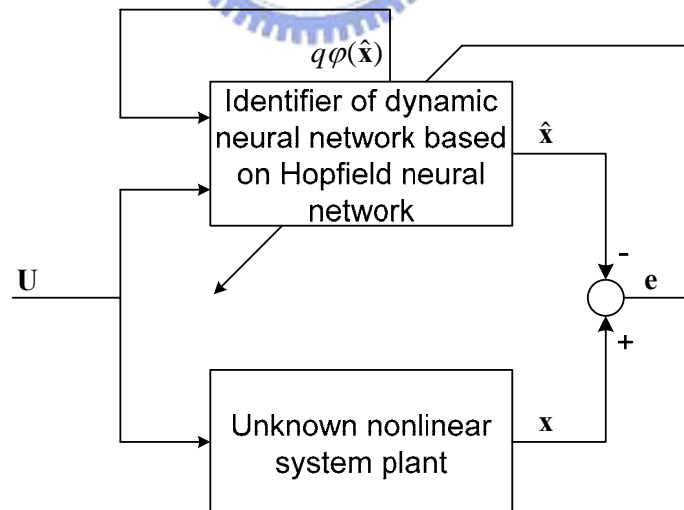 qφ(x̂)
Identifier of dynamic
neural network based
on Hopfield neural
network
x̂
-
U
e
+
Unknown nonlinear
system plant
x